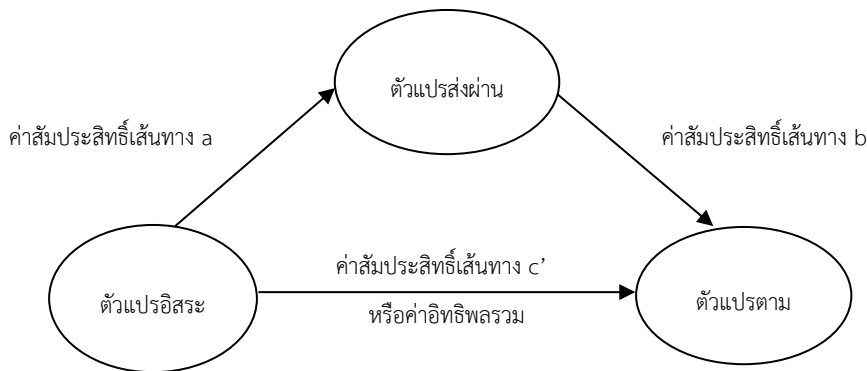 ตัวแปรส่งผ่าน
ค่าสัมประสิทธิ์เส้นทาง a
ค่าสัมประสิทธิ์เส้นทาง b
ค่าสัมประสิทธิ์เส้นทาง c’
ตัวแปรอิสระ
หรือค่าอิทธิพลรวม
ตัวแปรตาม